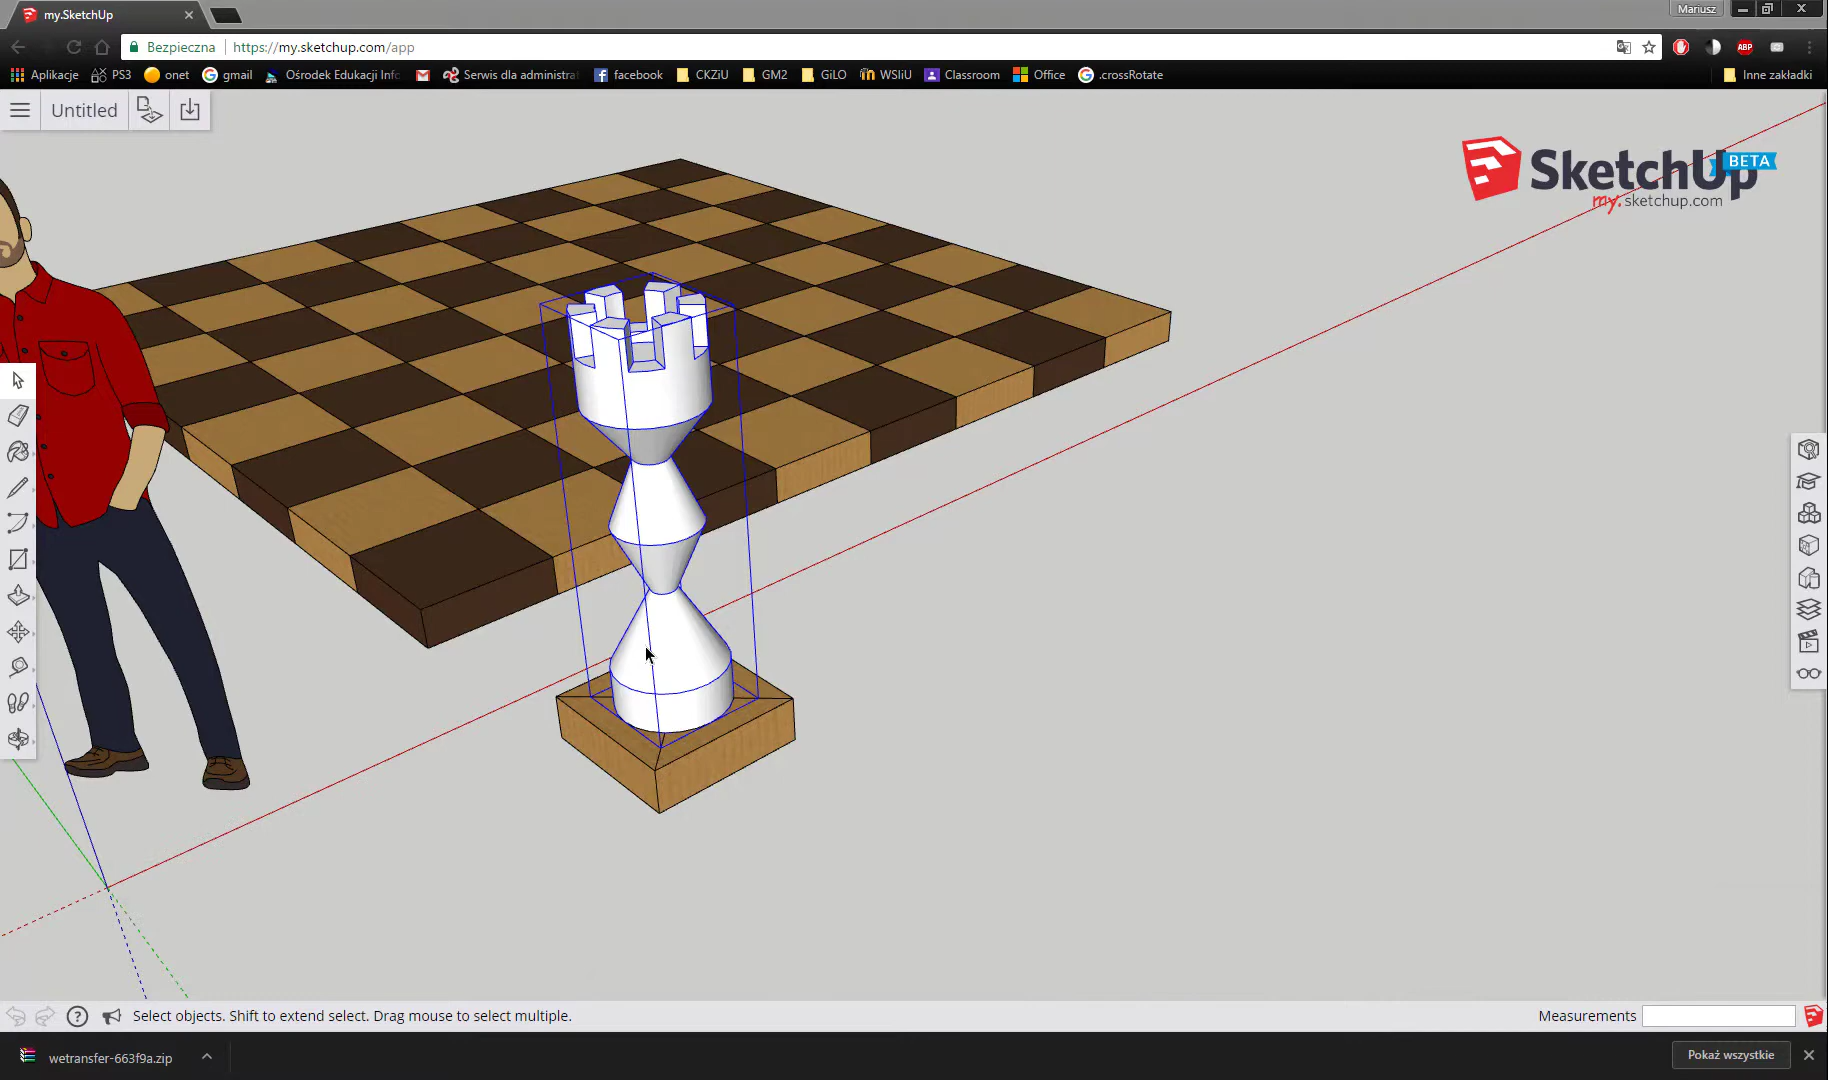 my.SketchUp
Mariusz
Bezpieczna https://my.sketchup.com/app
ABP
Aplikacje PS3 onet gmail Ośrodek Edukacji Info Serwis dla administra facebook CKZiU GM2 GiLO WSIiU Classroom Office .crossRotate Inne zakładki
Untitled
SketchUp BETA
my.sketchup.com
Select objects. Shift to extend select. Drag mouse to select multiple. Measurements
wetransfer-663f9a.zip Pokaż wszystkie